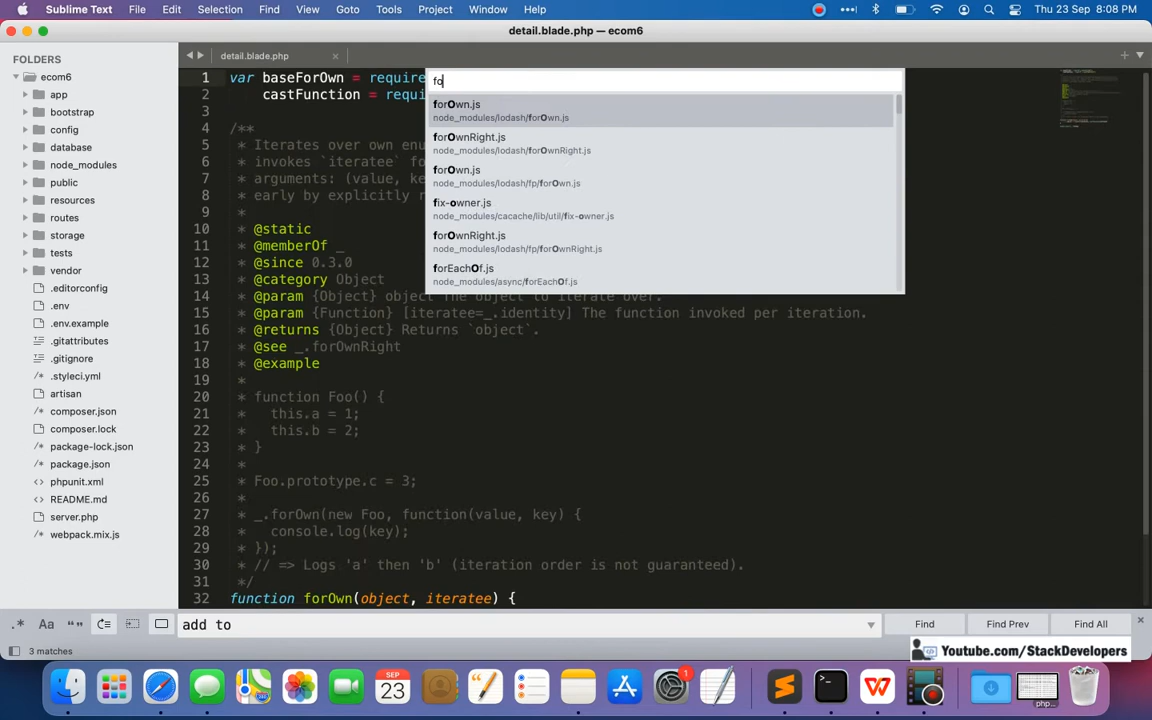 Sublime Text File Edit Selection Find View Goto Tools Project Window Help Thu 23 Sep 8:08 PM
detail.blade.php — ecom6
FOLDERS
ecom6
app
bootstrap
config
database
node_modules
public
resources
routes
storage
tests
vendor
.editorconfig
.env
.env.example
.gitattributes
.gitignore
.styleci.yml
artisan
composer.json
composer.lock
package-lock.json
package.json
phpunit.xml
README.md
server.php
webpack.mix.js
detail.blade.php
fo
forOwn.js
node_modules/lodash/forOwn.js
forOwnRight.js
node_modules/lodash/forOwnRight.js
forOwn.js
node_modules/lodash/fp/forOwn.js
fix-owner.js
node_modules/cacache/lib/util/fix-owner.js
forOwnRight.js
node_modules/lodash/fp/forOwnRight.js
forEachOf.js
node_modules/async/forEachOf.js
1 var baseForOwn = require
2 castFunction = requi
3
4 /**
5 * Iterates over own enu
6 * invokes `iteratee` fo
7 * arguments: (value, ke
8 * early by explicitly r
9 *
10 * @static
11 * @memberOf _
12 * @since 0.3.0
13 * @category Object
14 * @param {Object} object The object to iterate over.
15 * @param {Function} [iteratee=_.identity] The function invoked per iteration.
16 * @returns {Object} Returns `object`.
17 * @see _.forOwnRight
18 * @example
19 *
20 * function Foo() {
21 * this.a = 1;
22 * this.b = 2;
23 * }
24 *
25 * Foo.prototype.c = 3;
26 *
27 * _.forOwn(new Foo, function(value, key) {
28 * console.log(key);
29 * });
30 * // => Logs 'a' then 'b' (iteration order is not guaranteed).
31 */
32 function forOwn(object, iteratee) {
.* Aa “” add to Find Find Prev Find All
3 matches
Youtube.com/StackDevelopers
SEP
23
1
php...